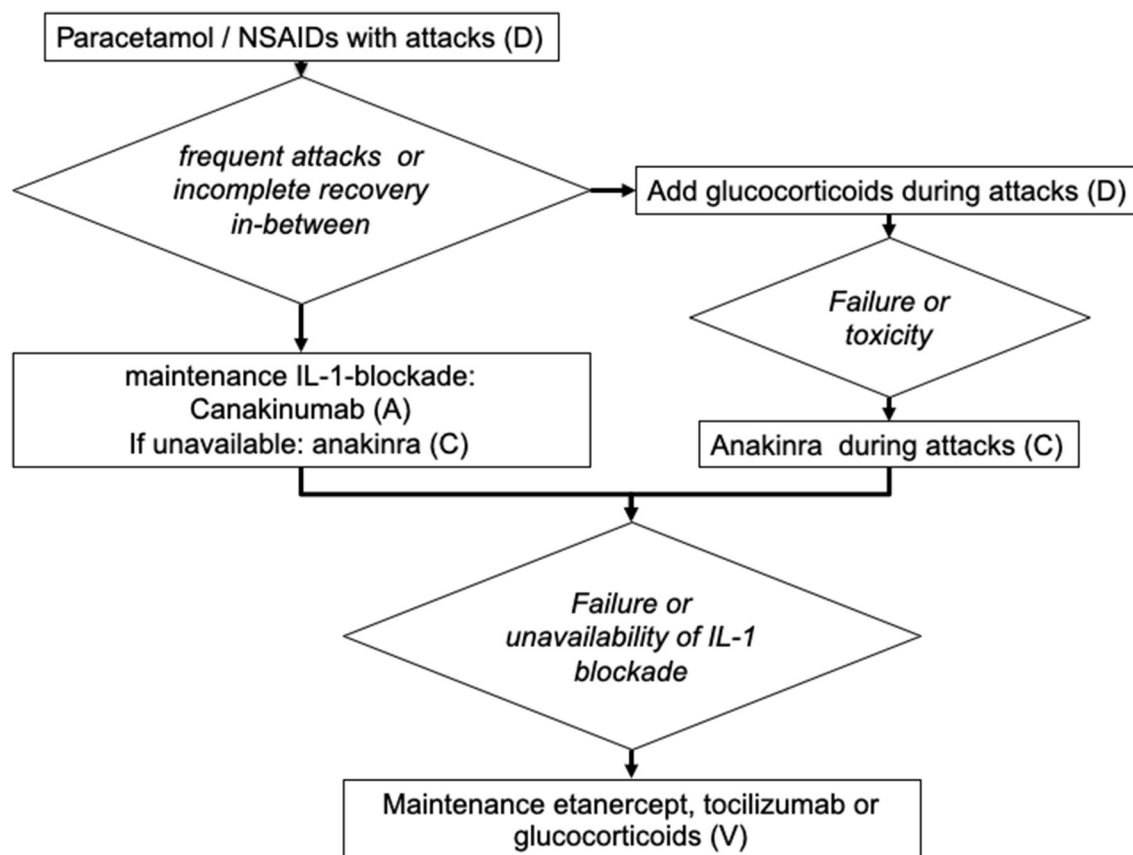 Paracetamol / NSAIDs with attacks (D)
frequent attacks or
incomplete recovery
in-between
Add glucocorticoids during attacks (D)
Failure or
toxicity
maintenance IL-1-blockade:
Canakinumab (A)
If unavailable: anakinra (C)
Anakinra during attacks (C)
Failure or
unavailability of IL-1
blockade
Maintenance etanercept, tocilizumab or
glucocorticoids (V)